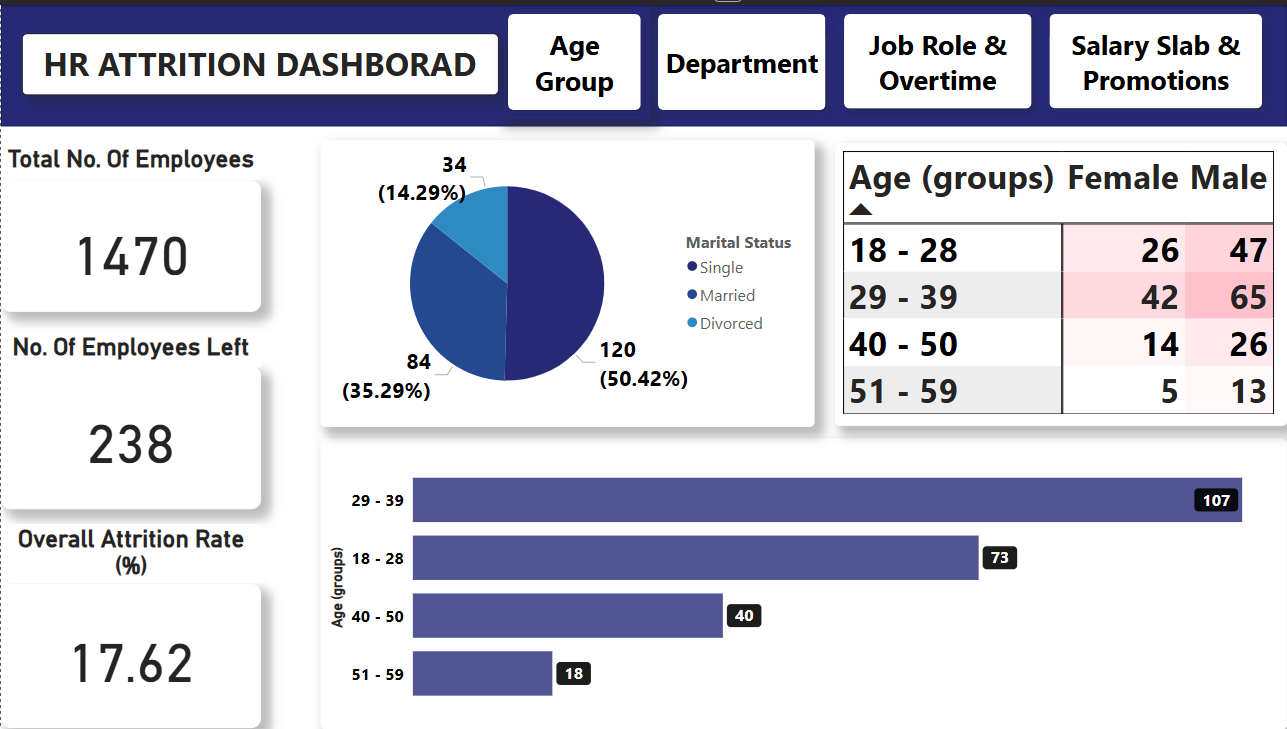 HR ATTRITION DASHBORAD
Age
Group
Department
Job Role &
Overtime
Salary Slab &
Promotions
Total No. Of Employees
1470
No. Of Employees Left
238
Overall Attrition Rate
(%)
17.62
34
(14.29%)
84
(35.29%)
120
(50.42%)
Marital Status
Single
Married
Divorced
Age (groups) Female Male
18 - 28 26 47
29 - 39 42 65
40 - 50 14 26
51 - 59 5 13
Age (groups)
29 - 39 107
18 - 28 73
40 - 50 40
51 - 59 18